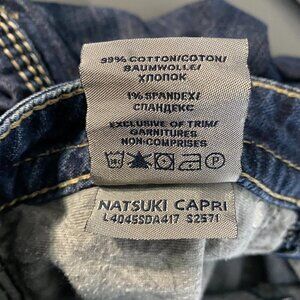 99% COTTON/COTON/
BAUMWOLLE/
ХЛОПОК
1% SPANDEX/
СПАНДЕКС
EXCLUSIVE OF TRIM/
GARNITURES
NON-COMPRISES
NATSUKI CAPRI
L4045SDA417 S2571